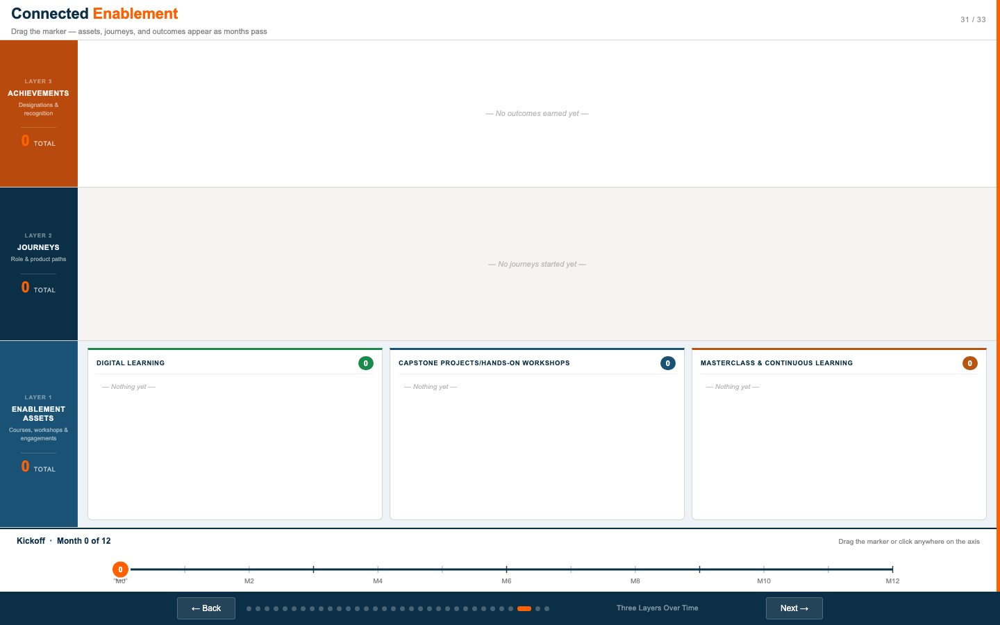 Connected Enablement
Drag the marker — assets, journeys, and outcomes appear as months pass
31 / 33
LAYER 3
ACHIEVEMENTS
Designations &
recognition
0 TOTAL
— No outcomes earned yet —
LAYER 2
JOURNEYS
Role & product paths
0 TOTAL
— No journeys started yet —
LAYER 1
ENABLEMENT
ASSETS
Courses, workshops &
engagements
0 TOTAL
DIGITAL LEARNING 0
— Nothing yet —
CAPSTONE PROJECTS/HANDS-ON WORKSHOPS 0
— Nothing yet —
MASTERCLASS & CONTINUOUS LEARNING 0
— Nothing yet —
Kickoff · Month 0 of 12
Drag the marker or click anywhere on the axis
0
M0 M2 M4 M6 M8 M10 M12
← Back
Three Layers Over Time
Next →